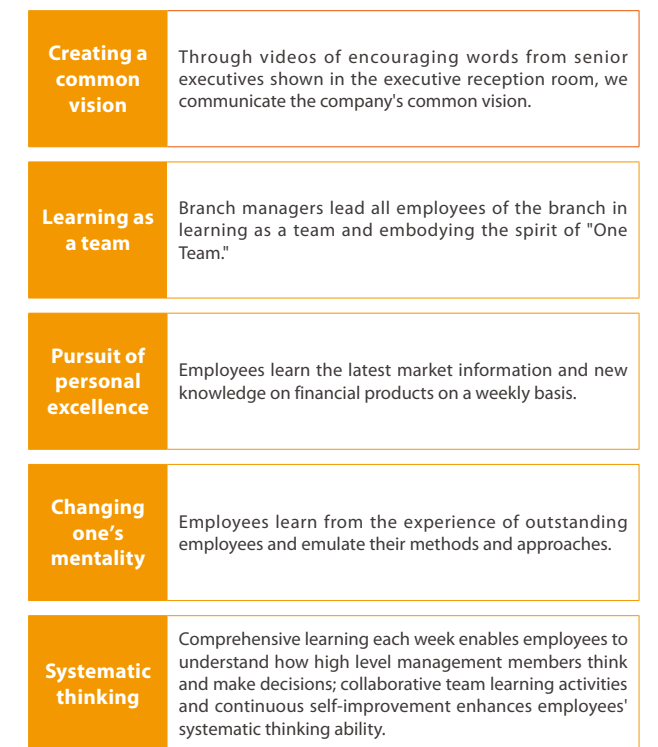 Creating a
common
vision
Through videos of encouraging words from senior
executives shown in the executive reception room, we
communicate the company's common vision.
Learning as
a team
Branch managers lead all employees of the branch in
learning as a team and embodying the spirit of "One
Team."
Pursuit of
personal
excellence
Employees learn the latest market information and new
knowledge on financial products on a weekly basis.
Changing
one’s
mentality
Employees learn from the experience of outstanding
employees and emulate their methods and approaches.
Systematic
thinking
Comprehensive learning each week enables employees to
understand how high level management members think
and make decisions; collaborative team learning activities
and continuous self-improvement enhances employees'
systematic thinking ability.